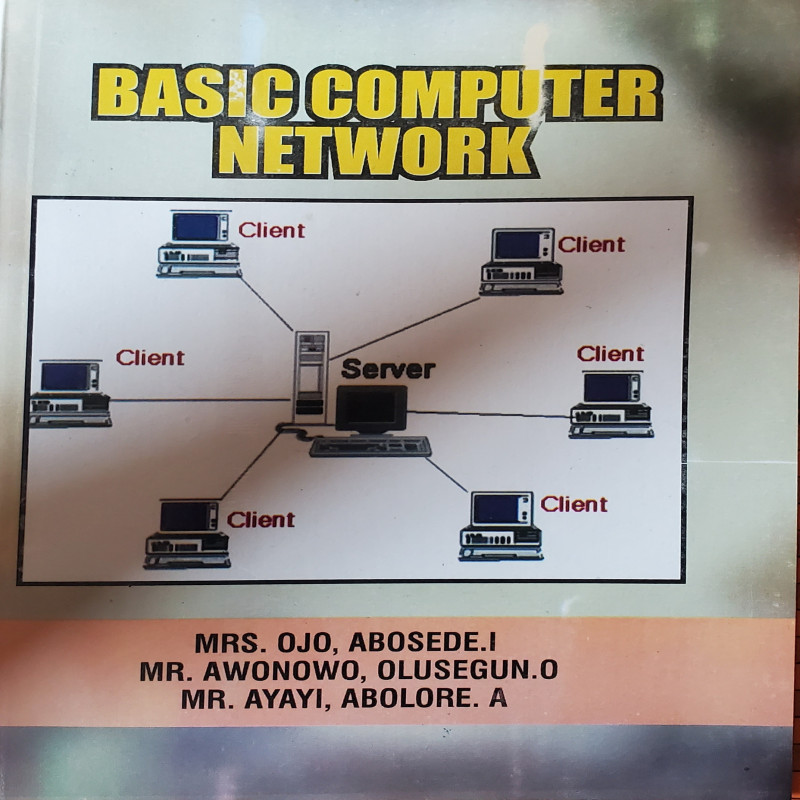 BASIC COMPUTER
NETWORK
Client
Client
Client
Server
Client
Client
Client
MRS. OJO, ABOSEDE.I
MR. AWONOWO, OLUSEGUN.O
MR. AYAYI, ABOLORE. A